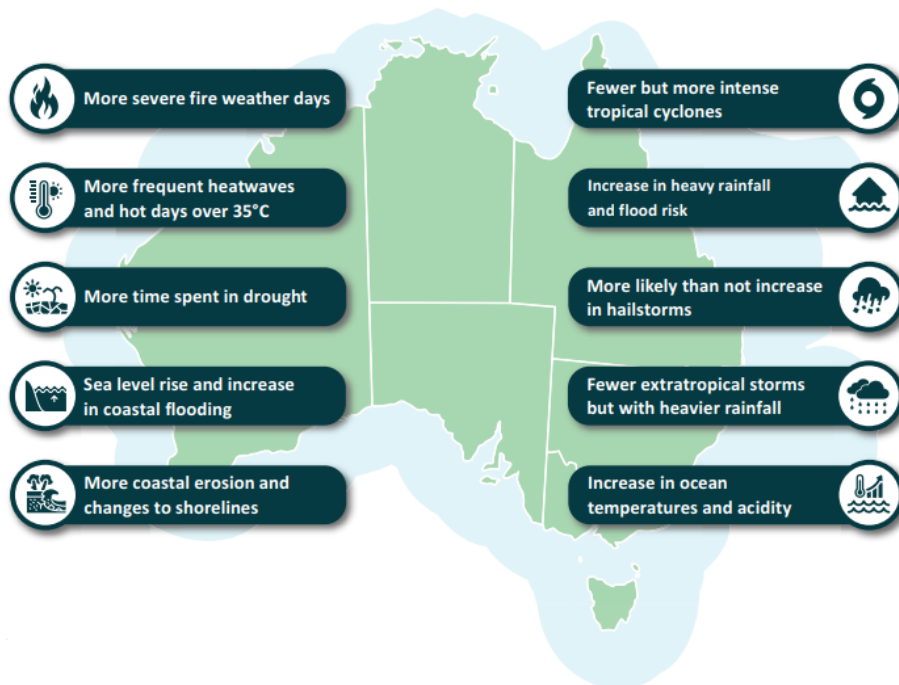 More severe fire weather days
More frequent heatwaves
and hot days over 35°C
More time spent in drought
Sea level rise and increase
in coastal flooding
More coastal erosion and
changes to shorelines
Fewer but more intense
tropical cyclones
Increase in heavy rainfall
and flood risk
More likely than not increase
in hailstorms
Fewer extratropical storms
but with heavier rainfall
Increase in ocean
temperatures and acidity